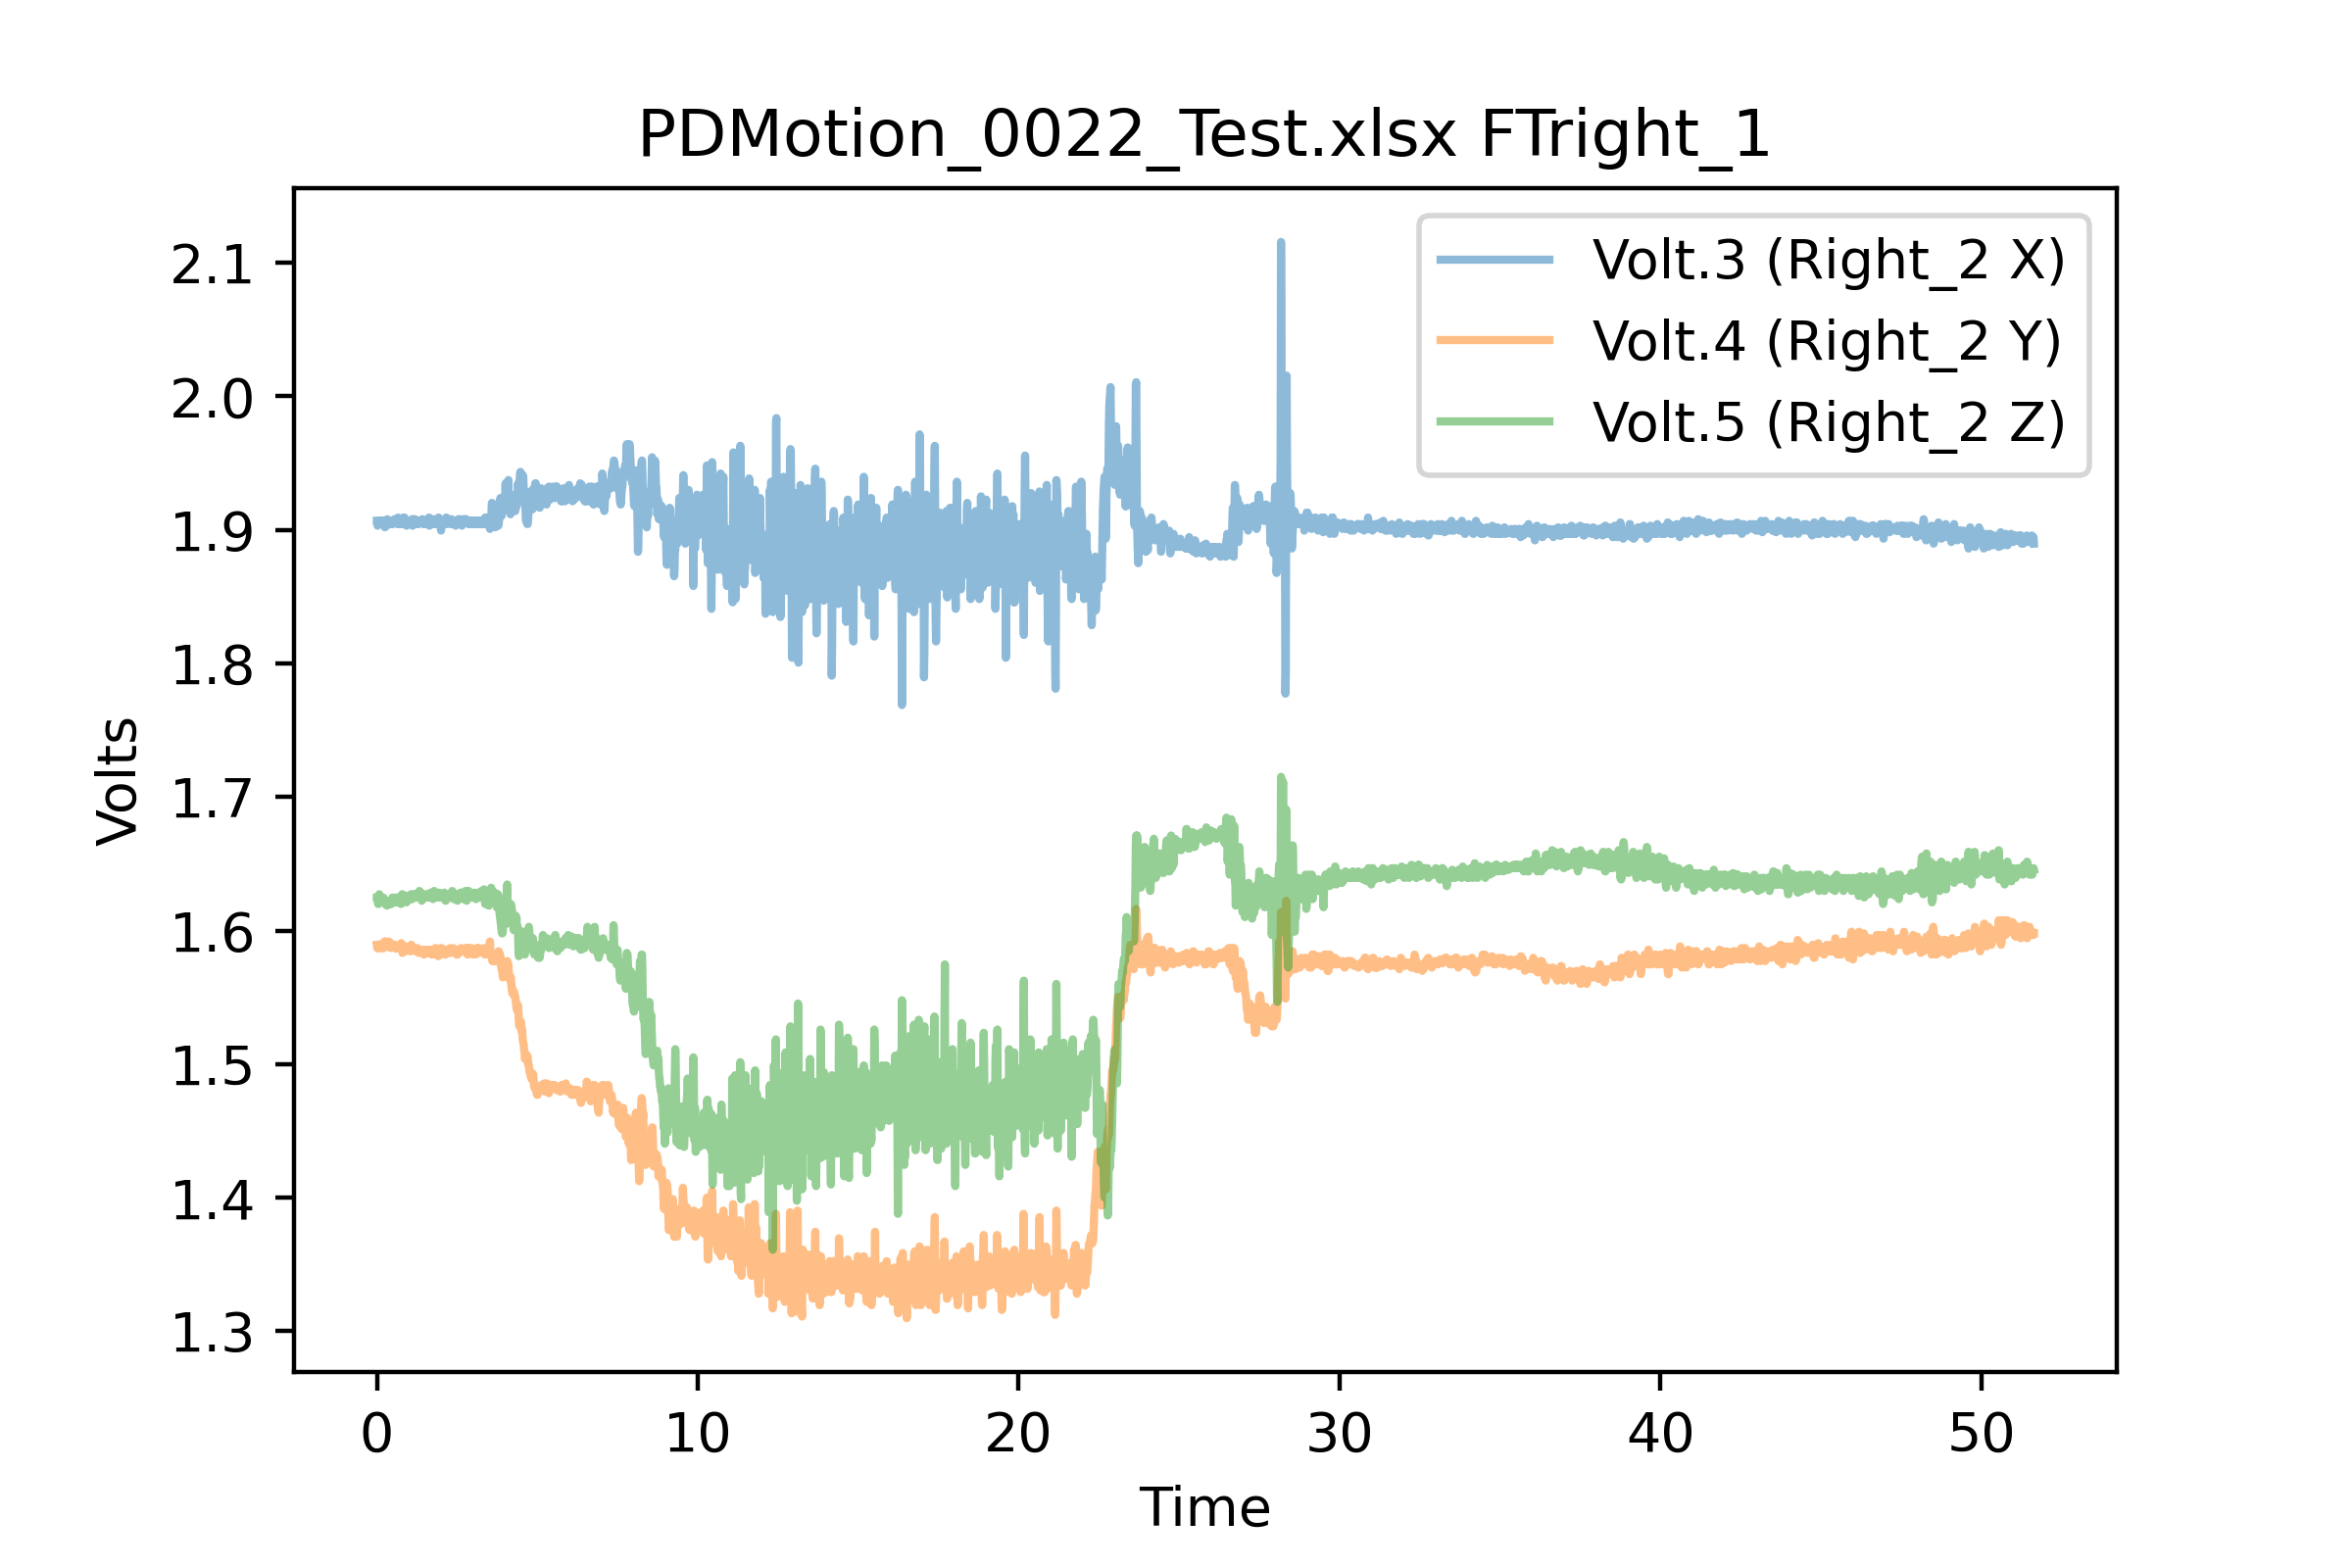 PDMotion_0022_Test.xlsx FTright_1
Volt.3 (Right_2 X)
Volt.4 (Right_2 Y)
Volt.5 (Right_2 Z)
2.1
2.0
1.9
1.8
1.7
1.6
1.5
1.4
1.3
Volts
0 10 20 30 40 50
Time